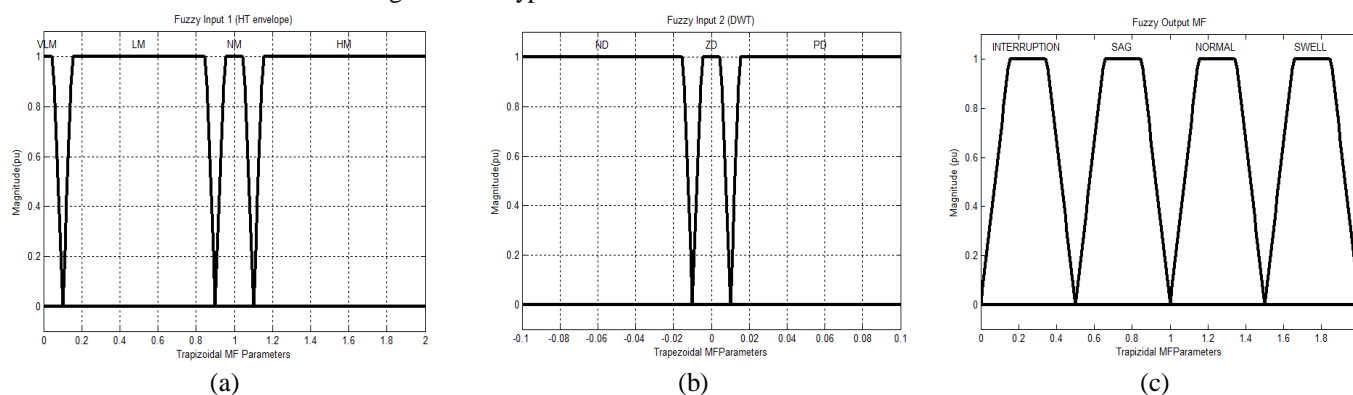 Fuzzy Input 1 (HT envelope)
VLM LM NM HM
1
0.8
0.6
0.4
0.2
0
Magnitude(pu)
0 0.2 0.4 0.6 0.8 1 1.2 1.4 1.6 1.8 2
Trapizoidal MF Parameters
(a)
Fuzzy Input 2 (DWT)
ND ZD PD
1
0.8
0.6
0.4
0.2
0
Magnitude(pu)
-0.1 -0.08 -0.06 -0.04 -0.02 0 0.02 0.04 0.06 0.08 0.1
Trapezoidal MFParameters
(b)
Fuzzy Output MF
INTERRUPTION SAG NORMAL SWELL
1
0.8
0.6
0.4
0.2
0
Magnitude (pu)
0 0.2 0.4 0.6 0.8 1 1.2 1.4 1.6 1.8
Trapizidal MFParameters
(c)